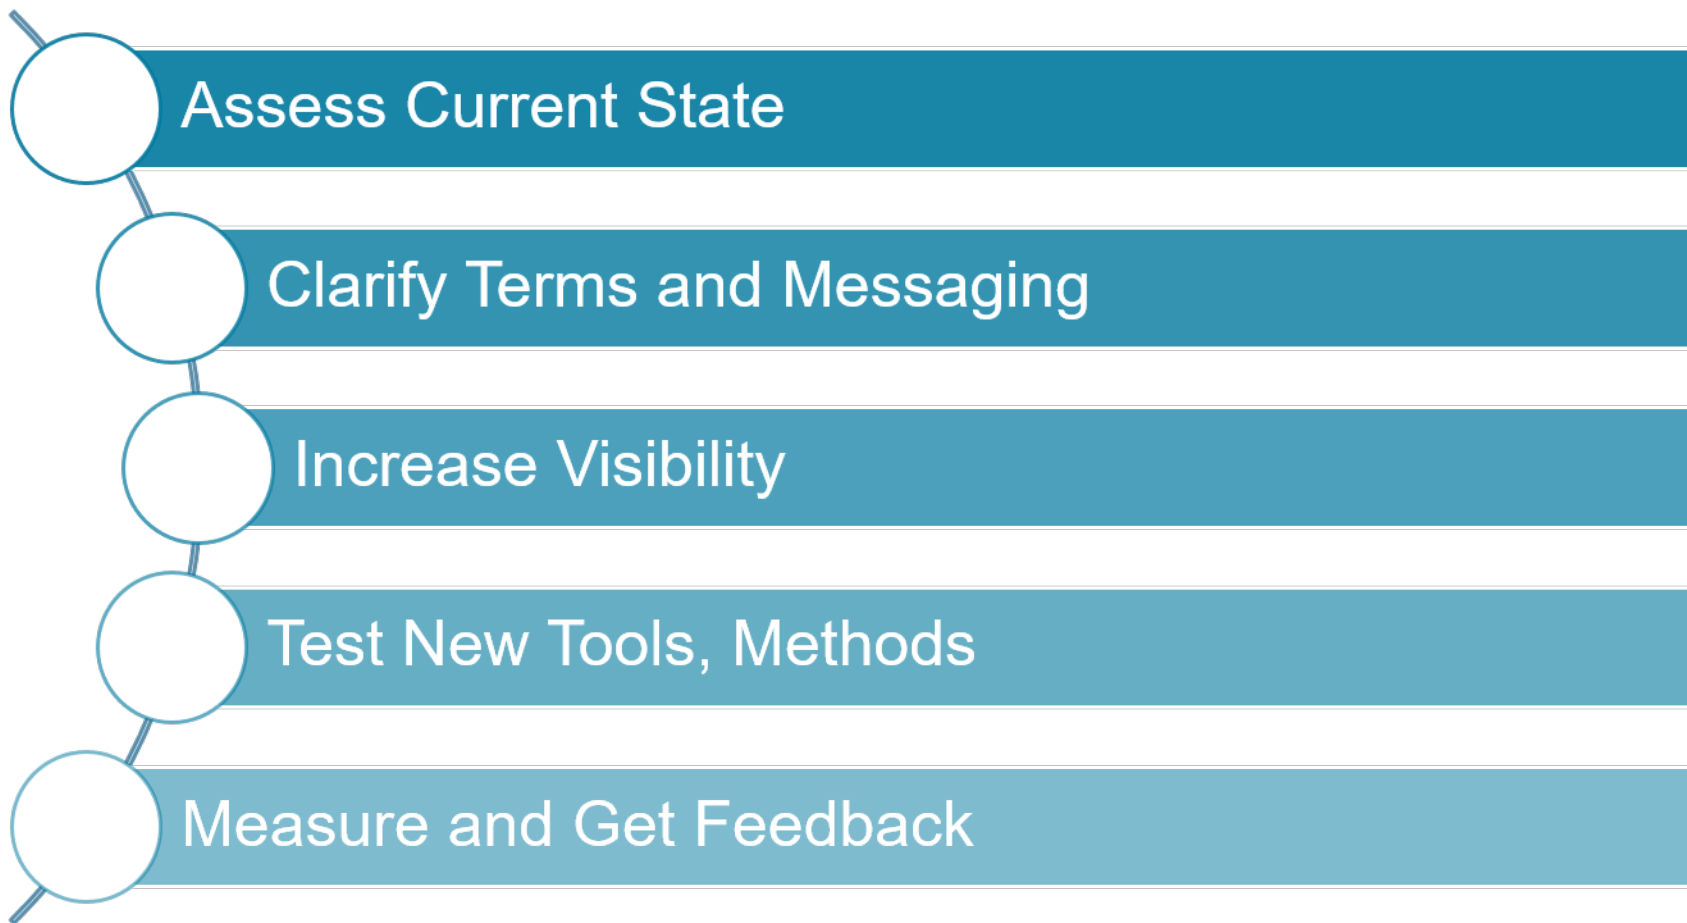 Assess Current State
Clarify Terms and Messaging
Increase Visibility
Test New Tools, Methods
Measure and Get Feedback